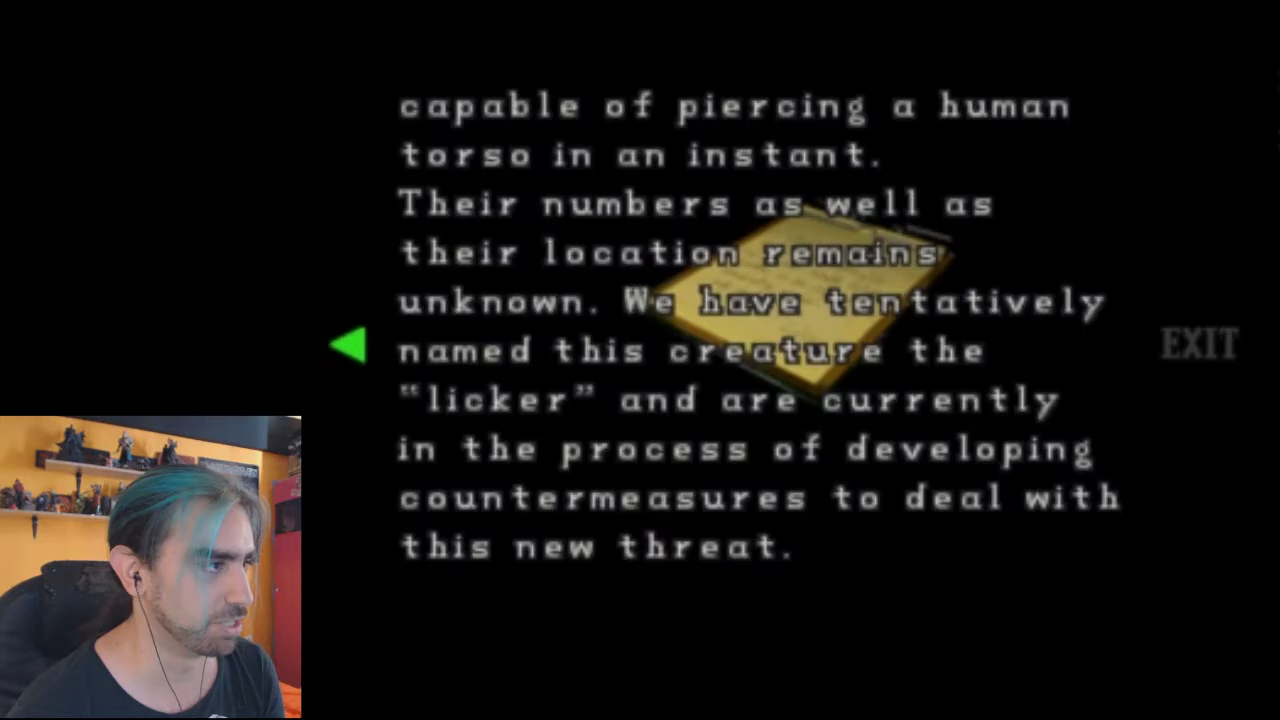 capable of piercing a human
torso in an instant.
Their numbers as well as
their location remains
unknown. We have tentatively
named this creature the
“licker” and are currently
in the process of developing
countermeasures to deal with
this new threat.
EXIT